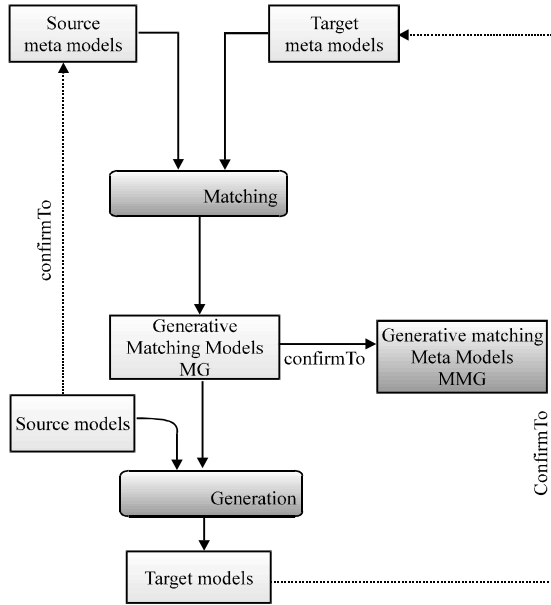 Source
meta models
Target
meta models
confirmTo
Matching
Generative
Matching Models
MG
confirmTo
Generative matching
Meta Models
MMG
Source models
ConfirmTo
Generation
Target models